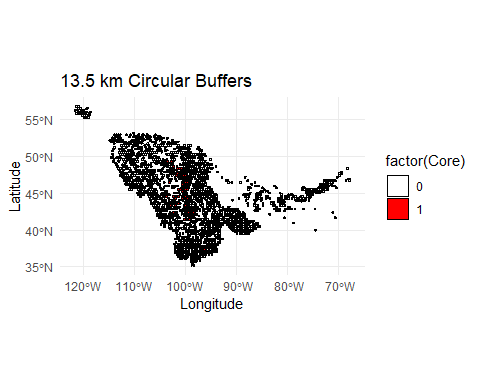 13.5 km Circular Buffers
55°N
50°N
45°N
40°N
35°N
120°W 110°W 100°W 90°W 80°W 70°W
Longitude
Latitude
factor(Core)
0
1